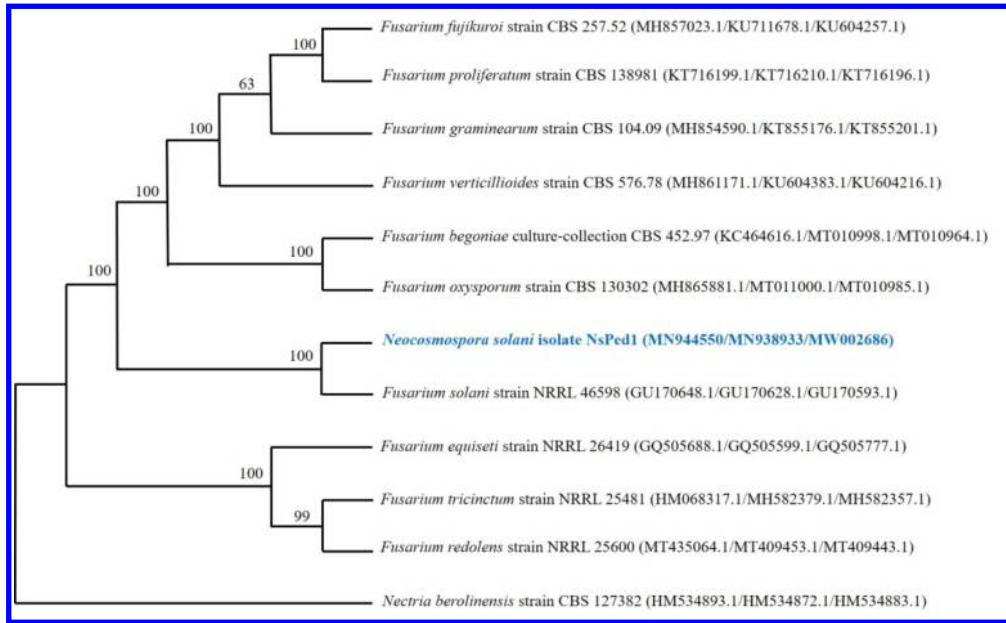 Fusarium fujikuroi strain CBS 257.52 (MH857023.1/KU711678.1/KU604257.1)
100
Fusarium proliferatum strain CBS 138981 (KT716199.1/KT716210.1/KT716196.1)
63
Fusarium graminearum strain CBS 104.09 (MH854590.1/KT855176.1/KT855201.1)
100
Fusarium verticillioides strain CBS 576.78 (MH861171.1/KU604383.1/KU604216.1)
100
Fusarium begoniae culture-collection CBS 452.97 (KC464616.1/MT010998.1/MT010964.1)
100
100
Fusarium oxysporum strain CBS 130302 (MH865881.1/MT011000.1/MT010985.1)
Neocosmospora solani isolate NsPed1 (MN944550/MN938933/MW002686)
100
Fusarium solani strain NRRL 46598 (GU170648.1/GU170628.1/GU170593.1)
Fusarium equiseti strain NRRL 26419 (GQ505688.1/GQ505599.1/GQ505777.1)
100
Fusarium tricinctum strain NRRL 25481 (HM068317.1/MH582379.1/MH582357.1)
99
Fusarium redolens strain NRRL 25600 (MT435064.1/MT409453.1/MT409443.1)
Nectria berolinensis strain CBS 127382 (HM534893.1/HM534872.1/HM534883.1)